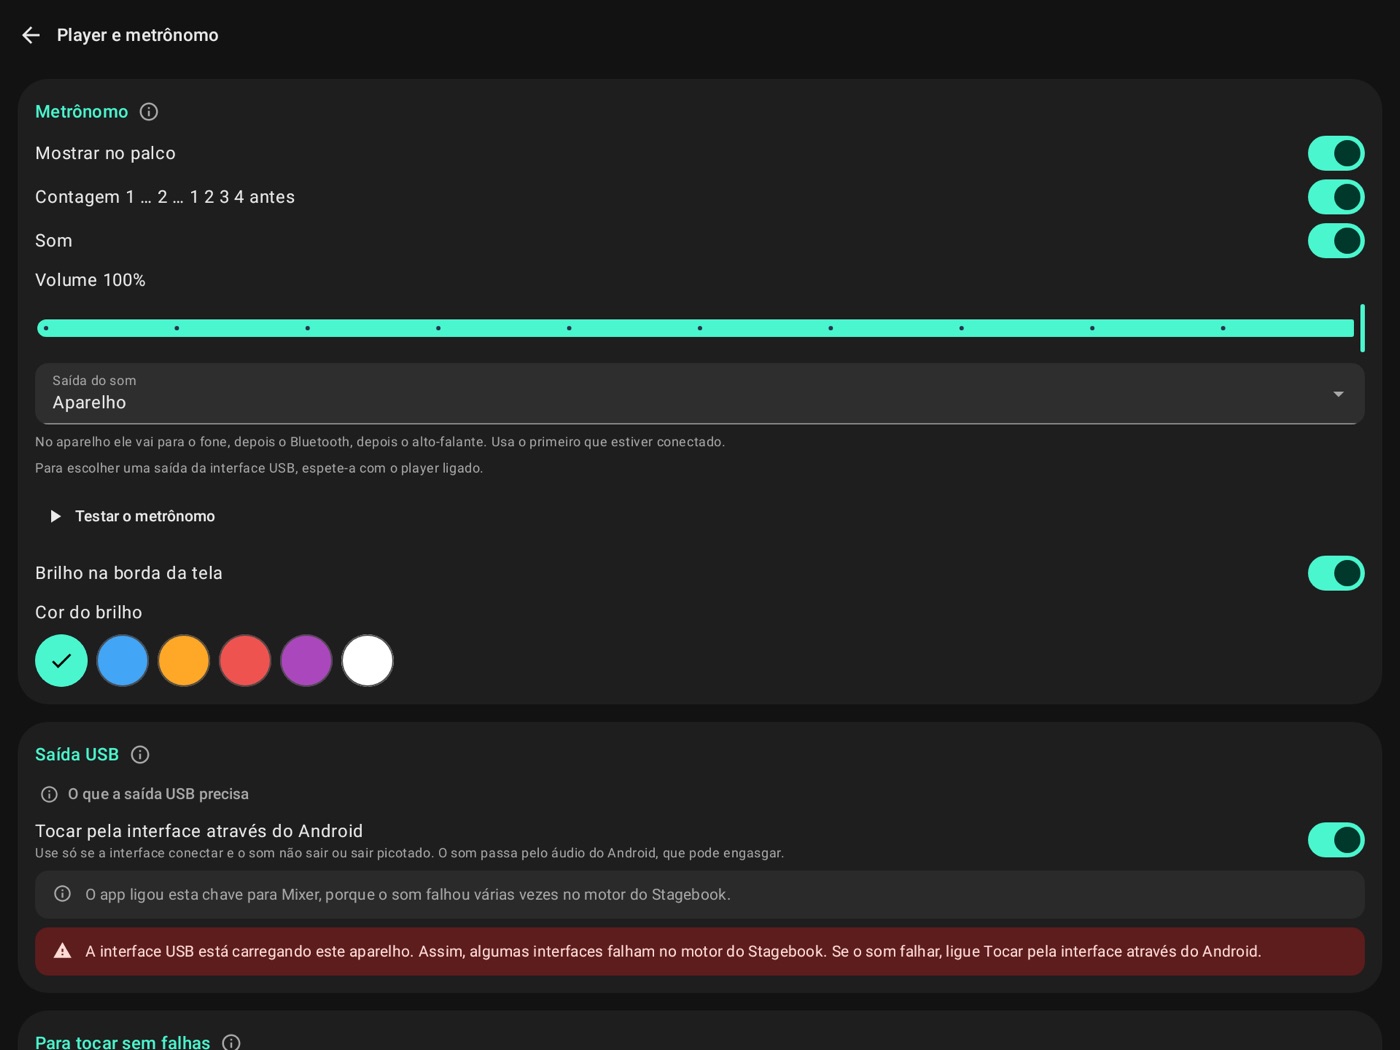 Player e metrônomo
Metrônomo
Mostrar no palco
Contagem 1 ... 2 ... 1 2 3 4 antes
Som
Volume 100%
Saída do som
Aparelho
No aparelho ele vai para o fone, depois o Bluetooth, depois o alto-falante. Usa o primeiro que estiver conectado.
Para escolher uma saída da interface USB, espete-a com o player ligado.
Testar o metrônomo
Brilho na borda da tela
Cor do brilho
Saída USB
O que a saída USB precisa
Tocar pela interface através do Android
Use só se a interface conectar e o som não sair ou sair picotado. O som passa pelo áudio do Android, que pode engasgar.
O app ligou esta chave para Mixer, porque o som falhou várias vezes no motor do Stagebook.
A interface USB está carregando este aparelho. Assim, algumas interfaces falham no motor do Stagebook. Se o som falhar, ligue Tocar pela interface através do Android.
Para tocar sem falhas